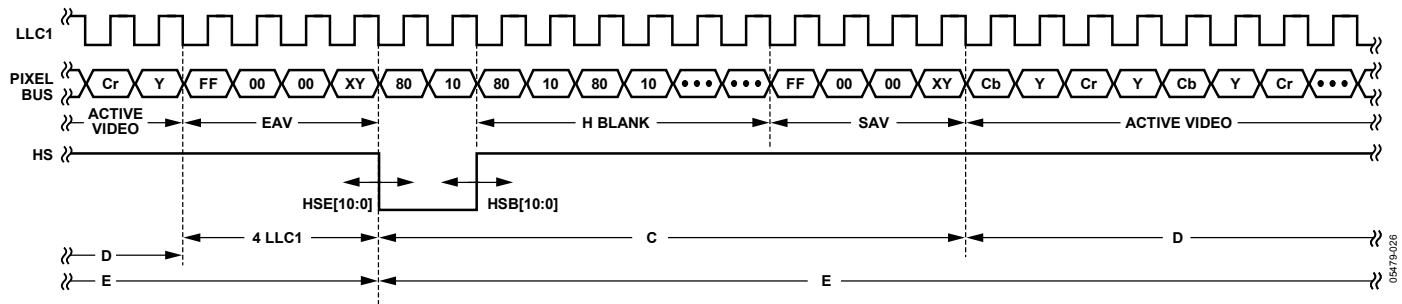 LLC1
PIXEL BUS Cr Y FF 00 00 XY 80 10 80 10 80 10 ••• ••• FF 00 00 XY Cb Y Cr Y Cb Y Cr •••
ACTIVE VIDEO EAV H BLANK SAV ACTIVE VIDEO
HS
HSE[10:0] HSB[10:0]
4 LLC1 C D
D
E E
05479-026